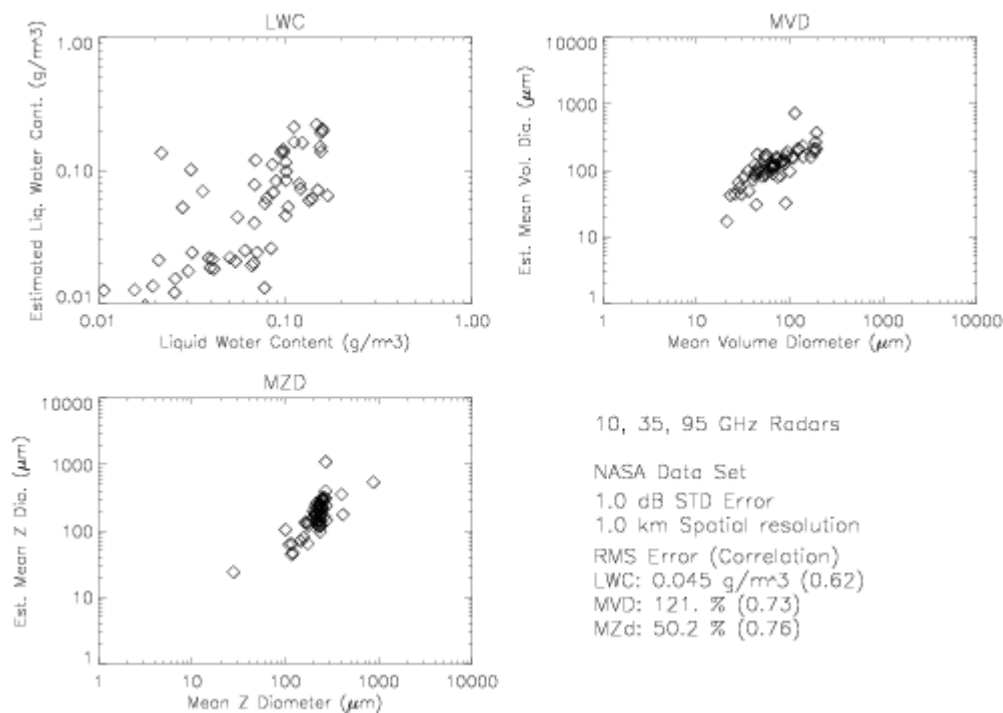 LWC
Estimated Liq. Water Cont. (g/m^3)
1.00
0.10
0.01
0.01 0.10 1.00
Liquid Water Content (g/m^3)
MVD
Est. Mean Vol. Dia. (μm)
10000
1000
100
10
1
1 10 100 1000 10000
Mean Volume Diameter (μm)
MZD
Est. Mean Z Dia. (μm)
10000
1000
100
10
1
1 10 100 1000 10000
Mean Z Diameter (μm)
10, 35, 95 GHz Radars
NASA Data Set
1.0 dB STD Error
1.0 km Spatial resolution
RMS Error (Correlation)
LWC: 0.045 g/m^3 (0.62)
MVD: 121. % (0.73)
MZd: 50.2 % (0.76)